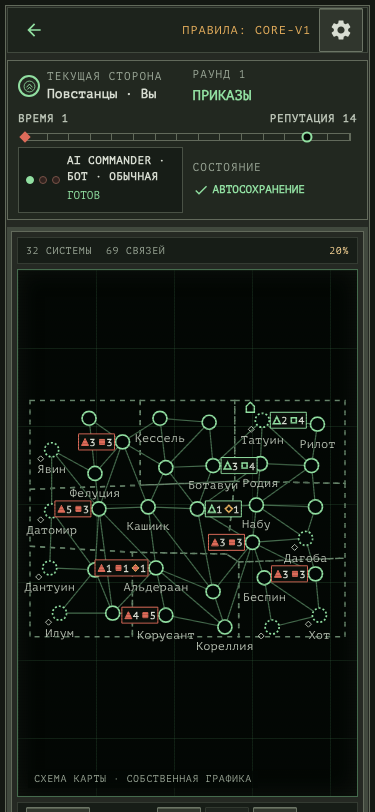 ПРАВИЛА: CORE-V1
ТЕКУЩАЯ СТОРОНА
Повстанцы · Вы
РАУНД 1
ПРИКАЗЫ
ВРЕМЯ 1
РЕПУТАЦИЯ 14
AI COMMANDER ·
БОТ · ОБЫЧНАЯ
ГОТОВ
СОСТОЯНИЕ
АВТОСОХРАНЕНИЕ
32 СИСТЕМЫ 69 СВЯЗЕЙ
20%
2 4
3 3
Кессель
Татуин
Рилот
Явин
3 4
Ботавуи
Родия
Фелуция
5 3
1 1
Датомир
Кашиик
Набу
3 3
Дагоба
1 1 1
3 3
Дантуин
Альдераан
Беспин
4 5
Идум
Корусант
Хот
Кореллия
СХЕМА КАРТЫ · СОБСТВЕННАЯ ГРАФИКА